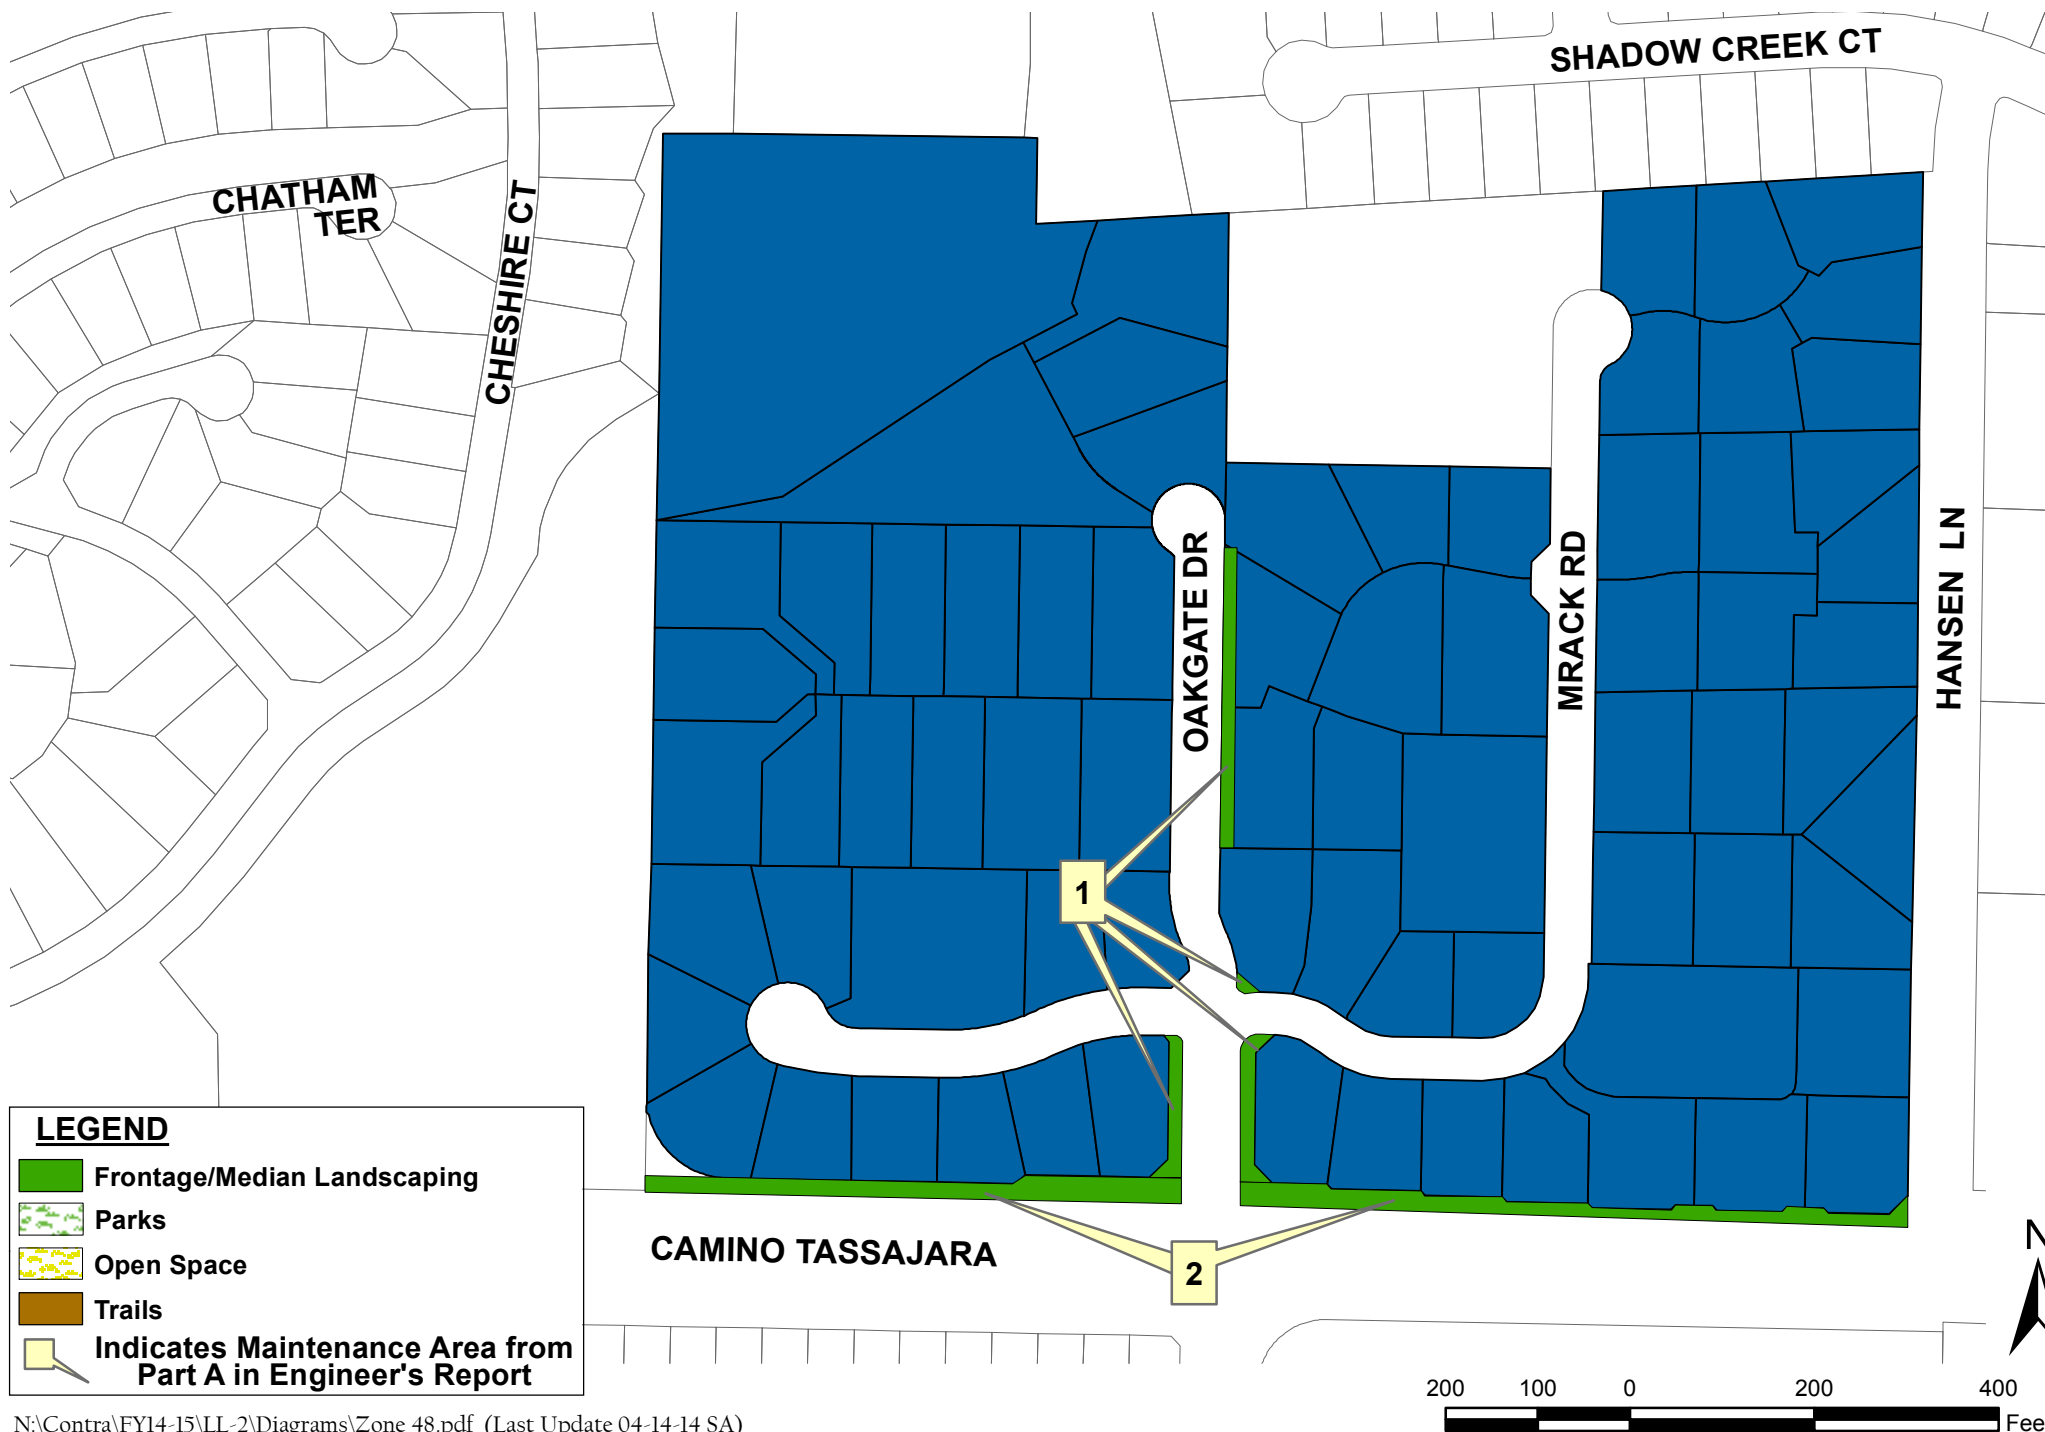 SHADOW CREEK CT
CHATHAM
TER
CHESHIRE CT
OAKGATE DR
MRACK RD
HANSEN LN
1
2
CAMINO TASSAJARA
LEGEND
Frontage/Median Landscaping
Parks
Open Space
Trails
Indicates Maintenance Area from
Part A in Engineer's Report
N
200 100 0 200 400
Fee
N:\Contra\FY14-15\LL-2\Diagrams\Zone 48.pdf (Last Update 04-14-14 SA)